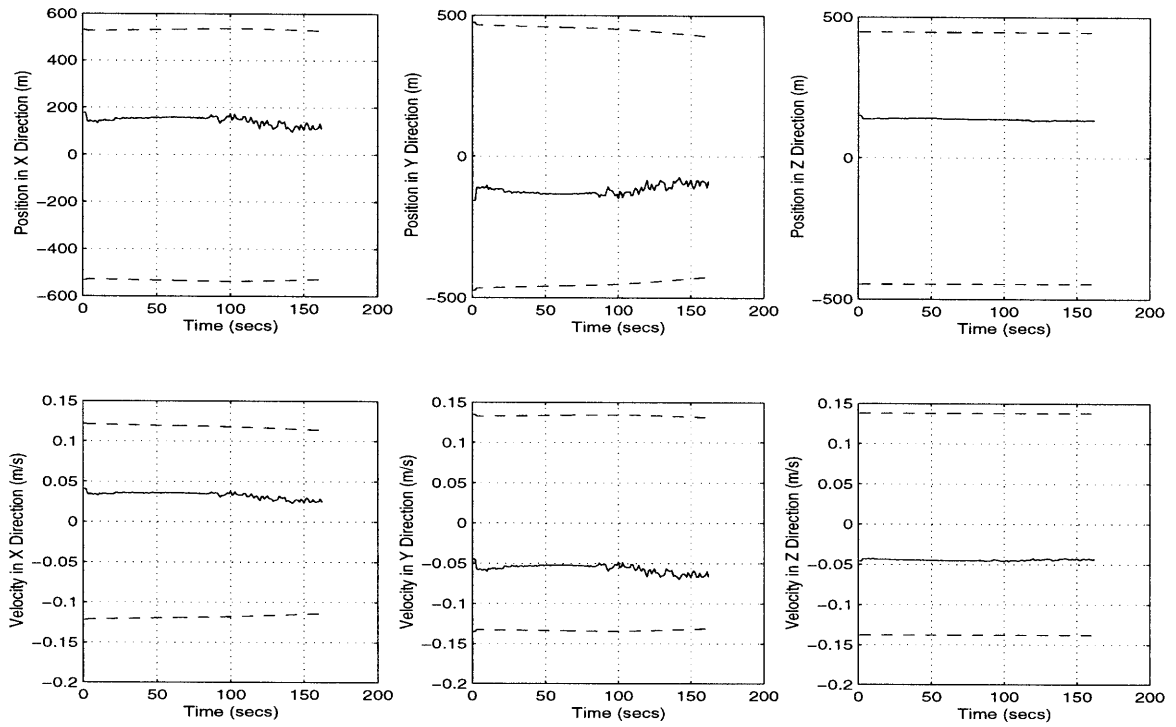 Position in X Direction (m)
600
400
200
0
−200
−400
−600
0 50 100 150 200
Time (secs)
Position in Y Direction (m)
500
0
−500
0 50 100 150 200
Time (secs)
Position in Z Direction (m)
500
0
−500
0 50 100 150 200
Time (secs)
Velocity in X Direction (m/s)
0.15
0.1
0.05
0
−0.05
−0.1
−0.15
−0.2
0 50 100 150 200
Time (secs)
Velocity in Y Direction (m/s)
0.15
0.1
0.05
0
−0.05
−0.1
−0.15
−0.2
0 50 100 150 200
Time (secs)
Velocity in Z Direction (m/s)
0.15
0.1
0.05
0
−0.05
−0.1
−0.15
−0.2
0 50 100 150 200
Time (secs)